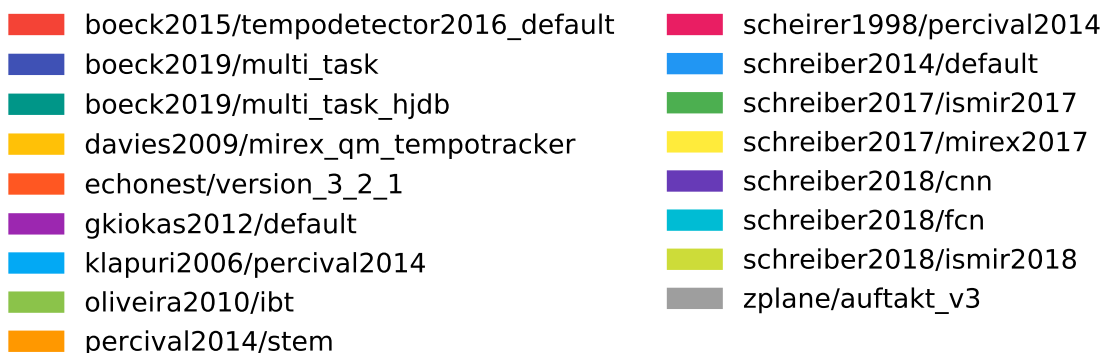 boeck2015/tempodetector2016_default
boeck2019/multi_task
boeck2019/multi_task_hjdb
davies2009/mirex_qm_tempotracker
echonest/version_3_2_1
gkiokas2012/default
klapuri2006/percival2014
oliveira2010/ibt
percival2014/stem
scheirer1998/percival2014
schreiber2014/default
schreiber2017/ismir2017
schreiber2017/mirex2017
schreiber2018/cnn
schreiber2018/fcn
schreiber2018/ismir2018
zplane/auftakt_v3